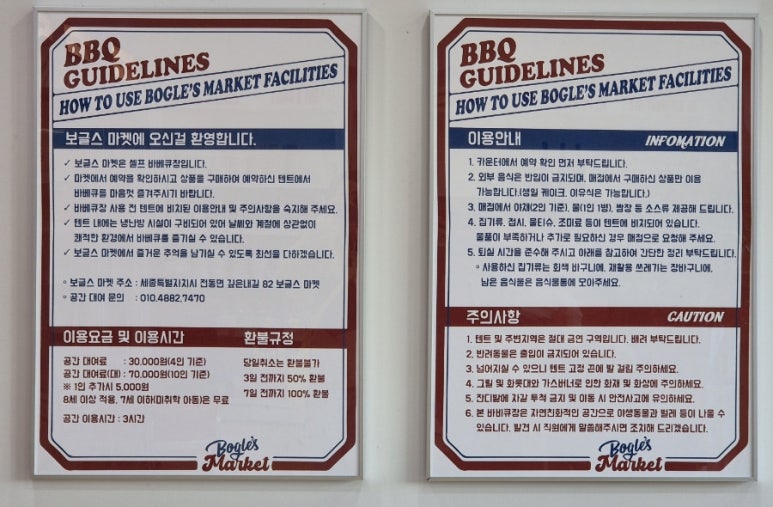 BBQ
GUIDELINES
HOW TO USE BOGLE'S MARKET FACILITIES
보글스 마켓에 오신걸 환영합니다.
✓ 보글스 마켓은 셀프 바베큐장입니다.
✓ 마켓에서 예약을 확인하시고 상품을 구매하여 예약하신 텐트에서
바베큐를 마음껏 즐겨주시기 바랍니다.
✓ 바베큐장 사용 전 텐트에 비치된 이용안내 및 주의사항을 숙지해 주세요.
✓ 텐트 내에는 냉난방 시설이 구비되어 있어 날씨와 계절에 상관없이
쾌적한 환경에서 바베큐를 즐기실 수 있습니다.
✓ 보글스 마켓에서 즐거운 추억을 남기실 수 있도록 최선을 다하겠습니다.
◦ 보글스 마켓 주소 : 세종특별자치시 전동면 깊은내길 82 보글스 마켓
◦ 공간 대여 문의 : 010.4882.7470
이용요금 및 이용시간 환불규정
공간 대여료 : 30,000원(4인 기준) 당일취소는 환불불가
공간 대여료(대) : 70,000원(10인 기준) 3일 전까지 50% 환불
※ 1인 추가시 5,000원 7일 전까지 100% 환불
8세 이상 적용, 7세 이하(미취학 아동)은 무료
공간 이용시간 : 3시간
Bogle's
Market
BBQ
GUIDELINES
HOW TO USE BOGLE'S MARKET FACILITIES
이용안내 INFOMATION
1. 카운터에서 예약 확인 먼저 부탁드립니다.
2. 외부 음식은 반입이 금지되며, 매점에서 구매하신 상품만 이용
가능합니다.(생일 케이크, 이유식은 가능합니다.)
3. 매점에서 야채(2인 기준), 물(1인 1병), 쌈장 등 소스류 제공해 드립니다.
4. 집기류, 접시, 물티슈, 조미료 등이 텐트에 비치되어 있습니다.
물품이 부족하거나 추가로 필요하신 경우 매점으로 요청해 주세요.
5. 퇴실 시간을 준수해 주시고 아래를 참고하여 간단한 정리 부탁드립니다.
◦ 사용하신 집기류는 회색 바구니에, 재활용 쓰레기는 장바구니에,
남은 음식물은 음식물통에 모아주세요.
주의사항 CAUTION
1. 텐트 및 주변지역은 절대 금연 구역입니다. 배려 부탁드립니다.
2. 반려동물은 출입이 금지되어 있습니다.
3. 넘어지실 수 있으니 텐트 고정 끈에 발 걸림 주의하세요.
4. 그릴 및 화롯대와 가스버너로 인한 화재 및 화상에 주의하세요.
5. 잔디밭에 자갈 투척 금지 및 이동 시 안전사고에 유의하세요.
6. 본 바비큐장은 자연친화적인 공간으로 야생동물과 벌레 등이 나올 수
있습니다. 발견 시 직원에게 말씀해주시면 조치해 드리겠습니다.
Bogle's
Market